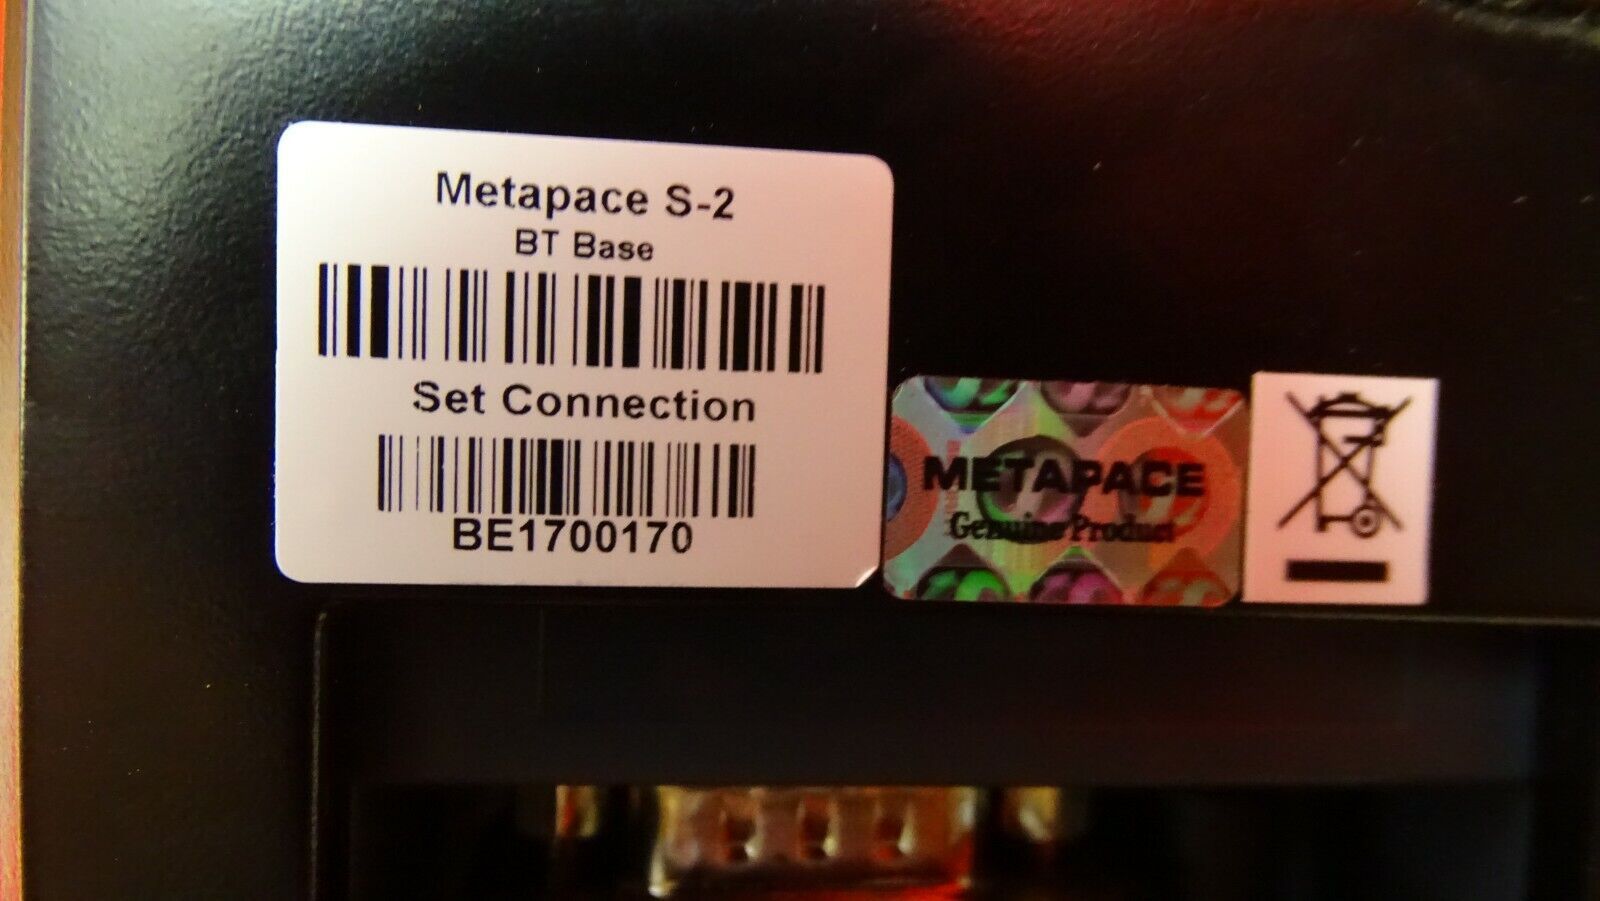 Metapace S-2
BT Base
Set Connection
BE1700170
METAPACE
Genuine Product